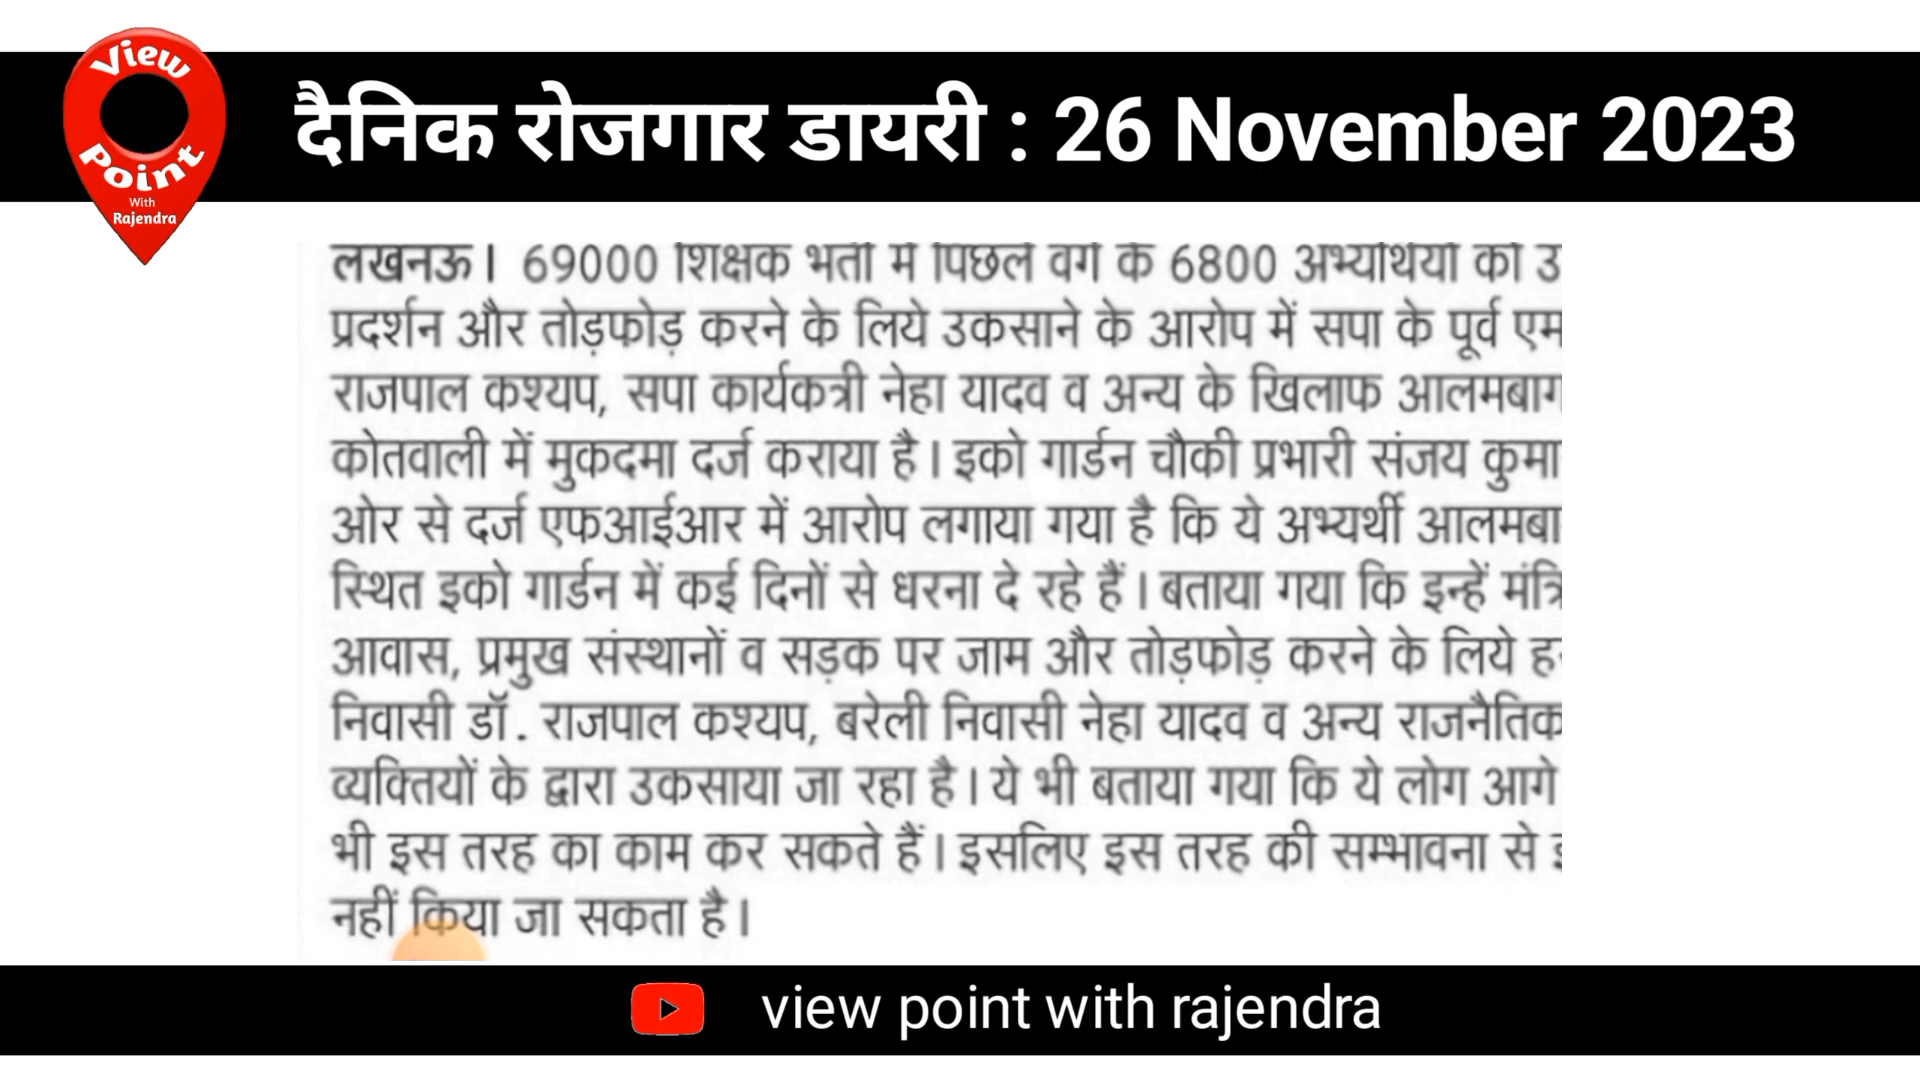 View
Point
With
Rajendra
दैनिक रोजगार डायरी : 26 November 2023
लखनऊ। 69000 शिक्षक भर्ती में पिछले वर्ग के 6800 अभ्यर्थियों को
प्रदर्शन और तोड़फोड़ करने के लिये उकसाने के आरोप में सपा के पूर्व एम
राजपाल कश्यप, सपा कार्यकत्री नेहा यादव व अन्य के खिलाफ आलमबाग
कोतवाली में मुकदमा दर्ज कराया है। इको गार्डन चौकी प्रभारी संजय कुमा
ओर से दर्ज एफआईआर में आरोप लगाया गया है कि ये अभ्यर्थी आलमबा
स्थित इको गार्डन में कई दिनों से धरना दे रहे हैं। बताया गया कि इन्हें मंत्रि
आवास, प्रमुख संस्थानों व सड़क पर जाम और तोड़फोड़ करने के लिये
निवासी डॉ. राजपाल कश्यप, बरेली निवासी नेहा यादव व अन्य राजनैतिक
व्यक्तियों के द्वारा उकसाया जा रहा है। ये भी बताया गया कि ये लोग आगे
भी इस तरह का काम कर सकते हैं। इसलिए इस तरह की सम्भावना से
नहीं किया जा सकता है।
view point with rajendra